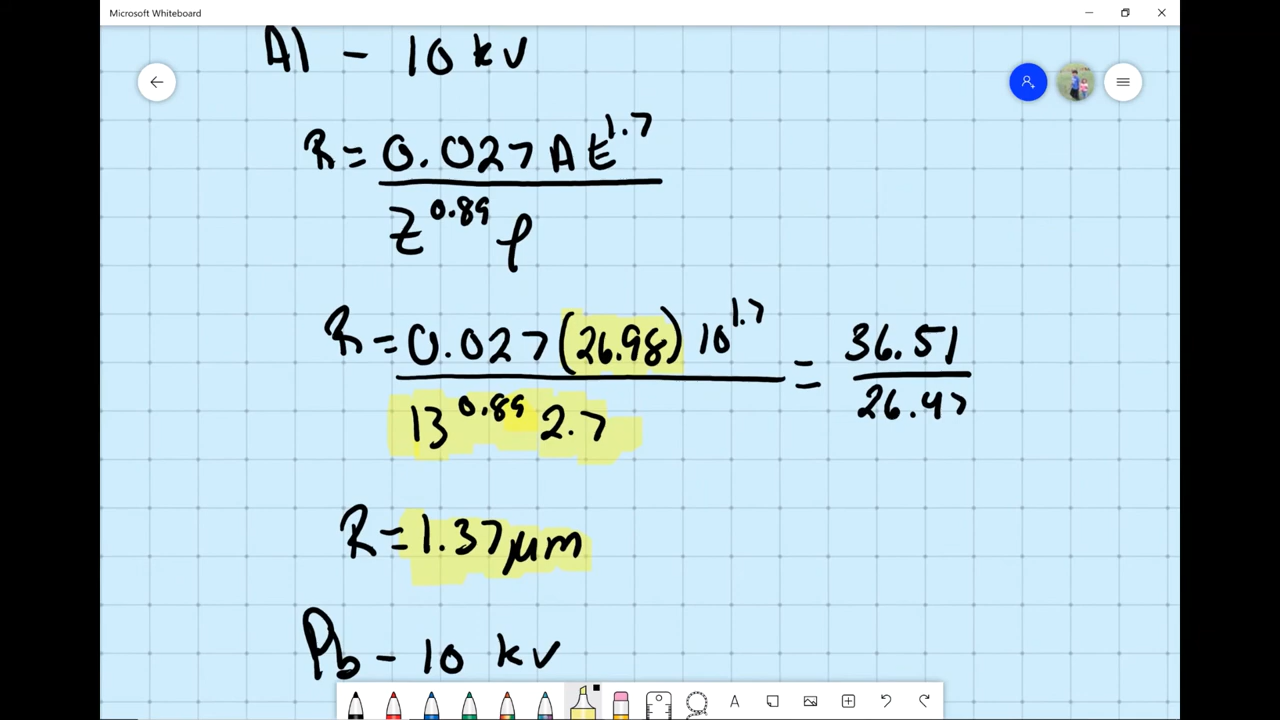 Microsoft Whiteboard
Al - 10 kv
R = 0.027 A E^1.7
Z^0.89 ρ
R = 0.027 (26.98) 10^1.7 = 36.51
13^0.89 2.7 26.47
R = 1.37 μm
Pb - 10 kv
A